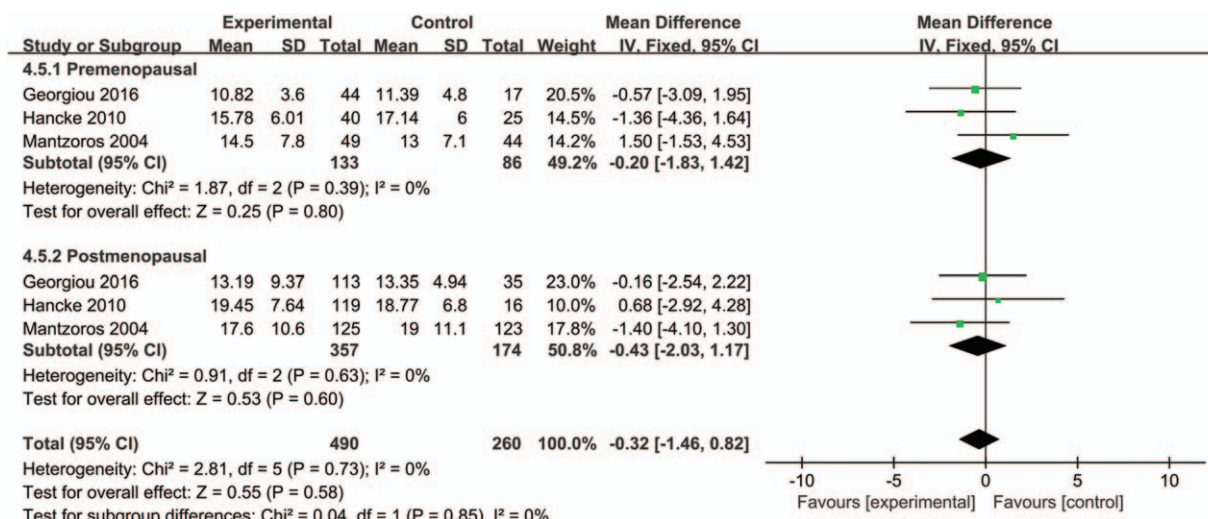 Experimental Control Mean Difference Mean Difference
Study or Subgroup Mean SD Total Mean SD Total Weight IV, Fixed, 95% CI IV, Fixed, 95% CI
4.5.1 Premenopausal
Georgiou 2016 10.82 3.6 44 11.39 4.8 17 20.5% -0.57 [-3.09, 1.95]
Hancke 2010 15.78 6.01 40 17.14 6 25 14.5% -1.36 [-4.36, 1.64]
Mantzoros 2004 14.5 7.8 49 13 7.1 44 14.2% 1.50 [-1.53, 4.53]
Subtotal (95% CI) 133 86 49.2% -0.20 [-1.83, 1.42]
Heterogeneity: Chi² = 1.87, df = 2 (P = 0.39); I² = 0%
Test for overall effect: Z = 0.25 (P = 0.80)
4.5.2 Postmenopausal
Georgiou 2016 13.19 9.37 113 13.35 4.94 35 23.0% -0.16 [-2.54, 2.22]
Hancke 2010 19.45 7.64 119 18.77 6.8 16 10.0% 0.68 [-2.92, 4.28]
Mantzoros 2004 17.6 10.6 125 19 11.1 123 17.8% -1.40 [-4.10, 1.30]
Subtotal (95% CI) 357 174 50.8% -0.43 [-2.03, 1.17]
Heterogeneity: Chi² = 0.91, df = 2 (P = 0.63); I² = 0%
Test for overall effect: Z = 0.53 (P = 0.60)
Total (95% CI) 490 260 100.0% -0.32 [-1.46, 0.82]
Heterogeneity: Chi² = 2.81, df = 5 (P = 0.73); I² = 0%
Test for overall effect: Z = 0.55 (P = 0.58)
Test for subgroup differences: Chi² = 0.04, df = 1 (P = 0.85), I² = 0%
-10 -5 0 5 10
Favours [experimental] Favours [control]